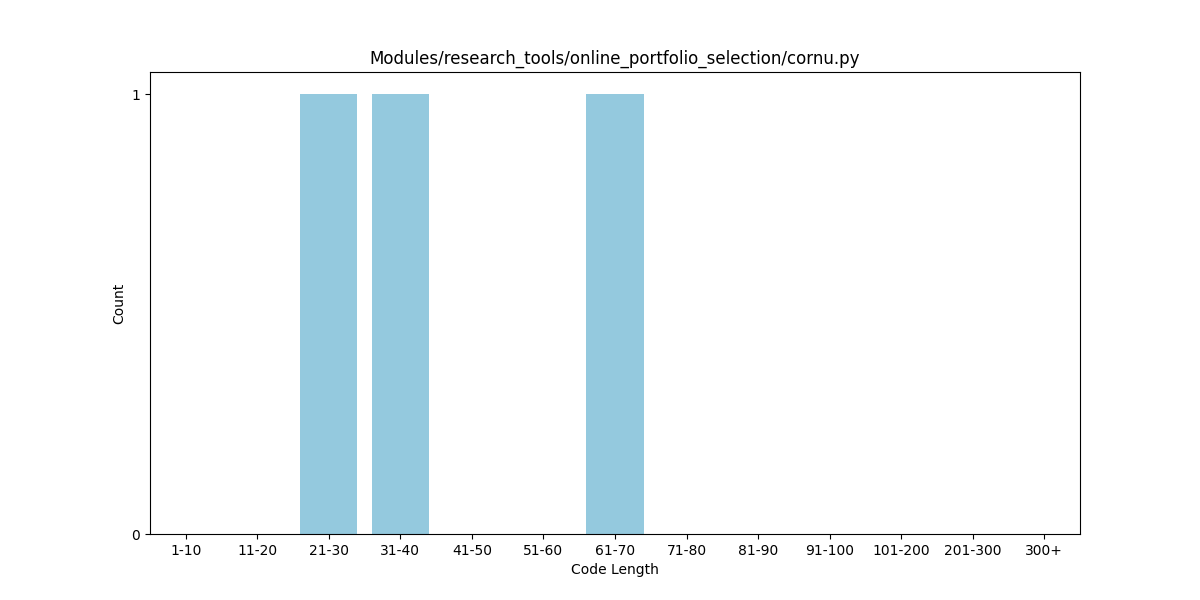 Modules/research_tools/online_portfolio_selection/cornu.py
1
Count
0
1-10 11-20 21-30 31-40 41-50 51-60 61-70 71-80 81-90 91-100 101-200 201-300 300+
Code Length